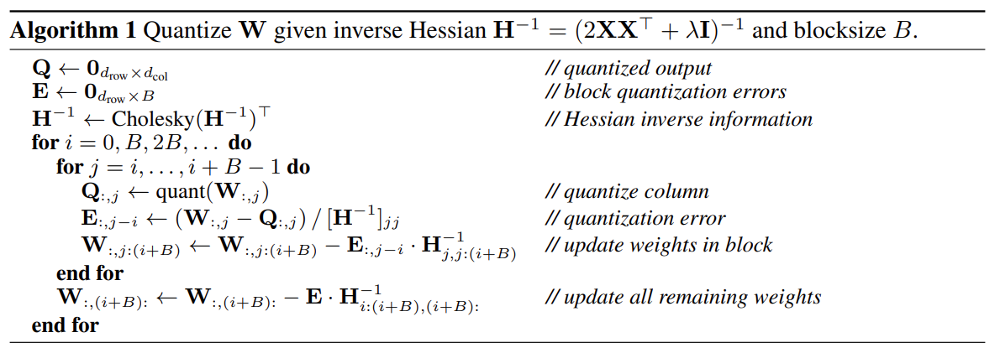 Algorithm 1 Quantize W given inverse Hessian H⁻¹ = (2XX⊤ + λI)⁻¹ and blocksize B.
Q ← 0_{d_row×d_col} // quantized output
E ← 0_{d_row×B} // block quantization errors
H⁻¹ ← Cholesky(H⁻¹)⊤ // Hessian inverse information
for i = 0, B, 2B, … do
for j = i, …, i + B − 1 do
Q_{:,j} ← quant(W_{:,j}) // quantize column
E_{:,j−i} ← (W_{:,j} − Q_{:,j}) / [H⁻¹]_{jj} // quantization error
W_{:,j:(i+B)} ← W_{:,j:(i+B)} − E_{:,j−i} · H⁻¹_{j,j:(i+B)} // update weights in block
end for
W_{:,(i+B):} ← W_{:,(i+B):} − E · H⁻¹_{i:(i+B),(i+B):} // update all remaining weights
end for